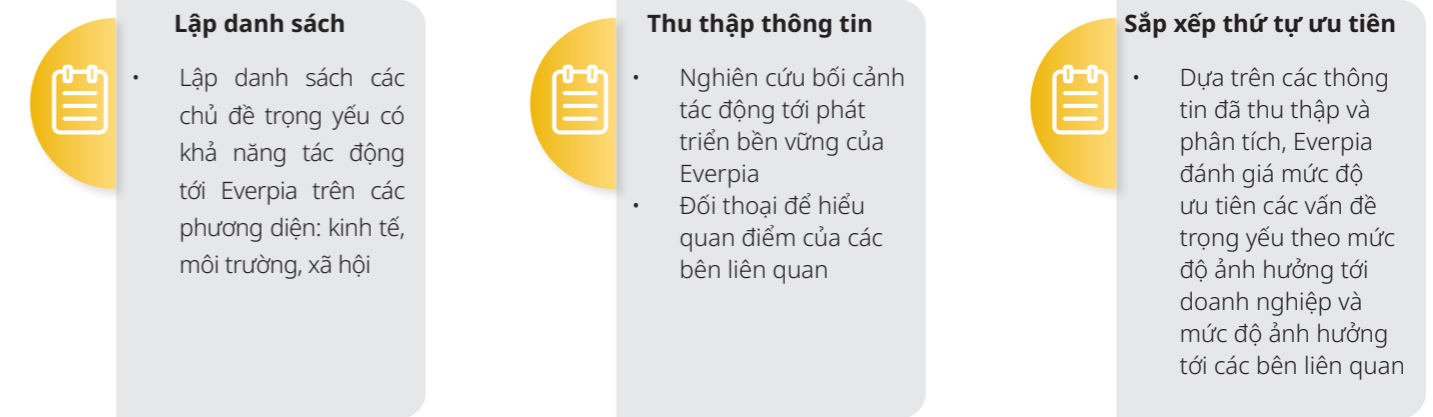 Lập danh sách
• Lập danh sách các
chủ đề trọng yếu có
khả năng tác động
tới Everpia trên các
phương diện: kinh tế,
môi trường, xã hội
Thu thập thông tin
• Nghiên cứu bối cảnh
tác động tới phát
triển bền vững của
Everpia
• Đối thoại để hiểu
quan điểm của các
bên liên quan
Sắp xếp thứ tự ưu tiên
• Dựa trên các thông
tin đã thu thập và
phân tích, Everpia
đánh giá mức độ
ưu tiên các vấn đề
trọng yếu theo mức
độ ảnh hưởng tới
doanh nghiệp và
mức độ ảnh hưởng
tới các bên liên quan